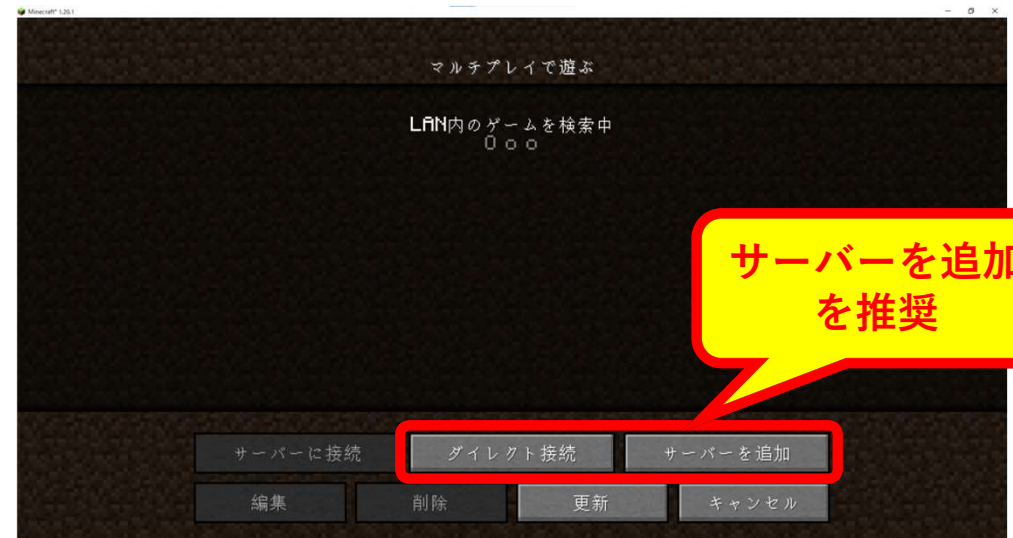 Minecraft* 1.20.1
マルチプレイで遊ぶ
LAN内のゲームを検索中
O o o
サーバーを追加
を推奨
サーバーに接続
ダイレクト接続
サーバーを追加
編集
削除
更新
キャンセル